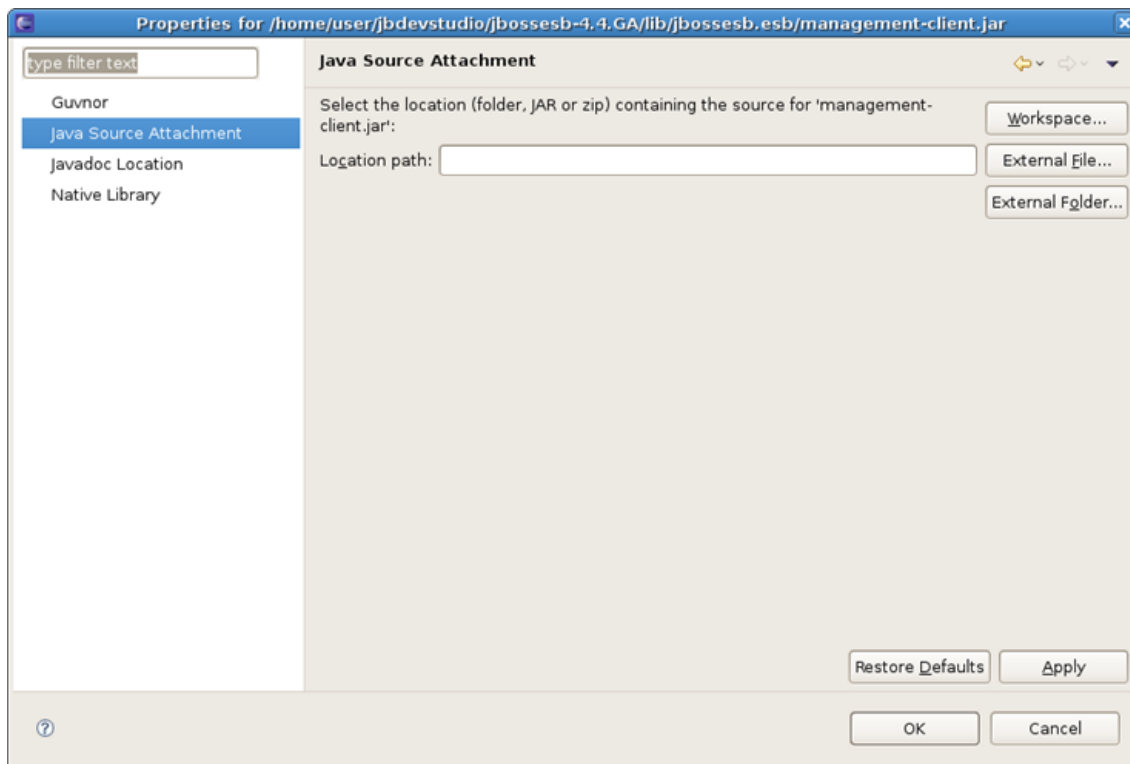 Properties for /home/user/jbdevstudio/jbossesb-4.4.GA/lib/jbossesb.esb/management-client.jar
type filter text
Guvnor
Java Source Attachment
Javadoc Location
Native Library
Java Source Attachment
Select the location (folder, JAR or zip) containing the source for 'management-
client.jar':
Workspace...
Location path:
External File...
External Folder...
Restore Defaults
Apply
OK
Cancel